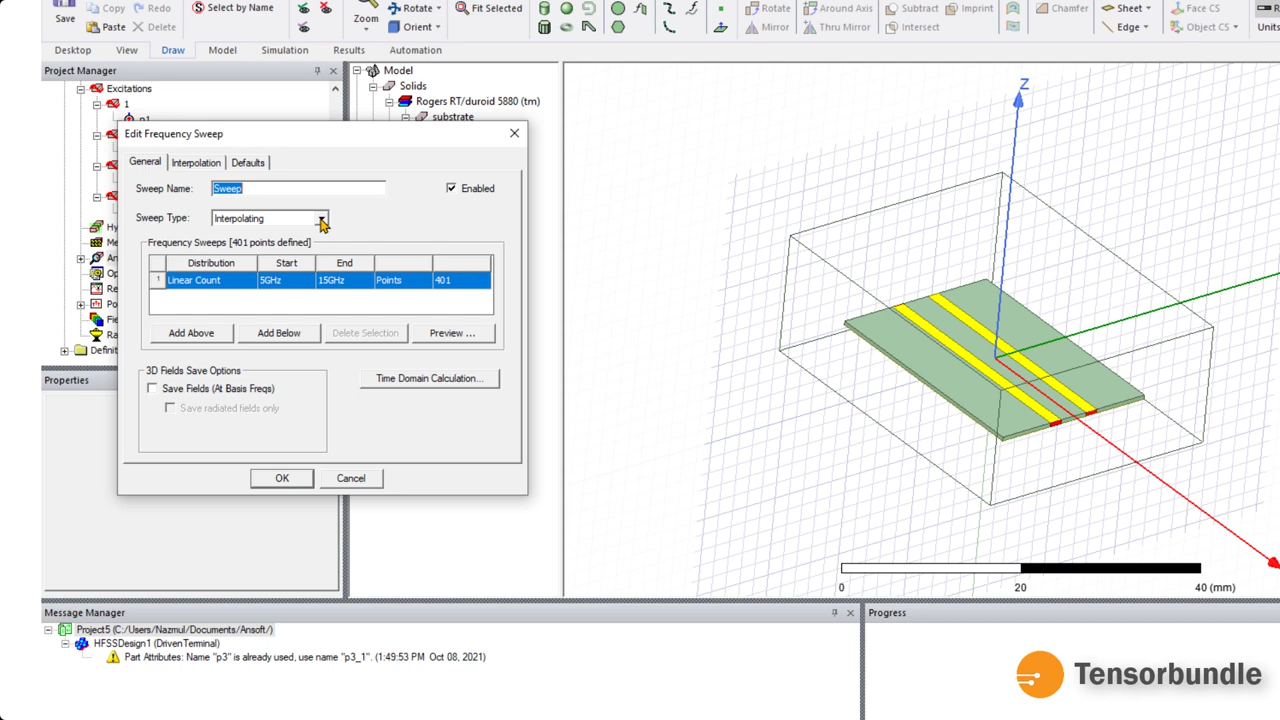 Save
Copy
Redo
Paste
Delete
Select by Name
Zoom
Rotate
Orient
Fit Selected
Rotate
Around Axis
Mirror
Thru Mirror
Subtract
Imprint
Intersect
Chamfer
Sheet
Edge
Face CS
Object CS
Units
Desktop
View
Draw
Model
Simulation
Results
Automation
Project Manager
Excitations
1
p1
Model
Solids
Rogers RT/duroid 5880 (tm)
substrate
Edit Frequency Sweep
General
Interpolation
Defaults
Sweep Name:
Sweep
Enabled
Sweep Type:
Interpolating
Frequency Sweeps [401 points defined]
Distribution Start End
1 Linear Count 5GHz 15GHz Points 401
Add Above
Add Below
Delete Selection
Preview ...
3D Fields Save Options
Save Fields (At Basis Freqs)
Save radiated fields only
Time Domain Calculation...
OK
Cancel
Properties
Z
0 20 40 (mm)
Message Manager
Project5 (C:/Users/Nazmul/Documents/Ansoft/)
HFSSDesign1 (DrivenTerminal)
Part Attributes: Name "p3" is already used, use name "p3_1". (1:49:53 PM Oct 08, 2021)
Progress
Tensorbundle